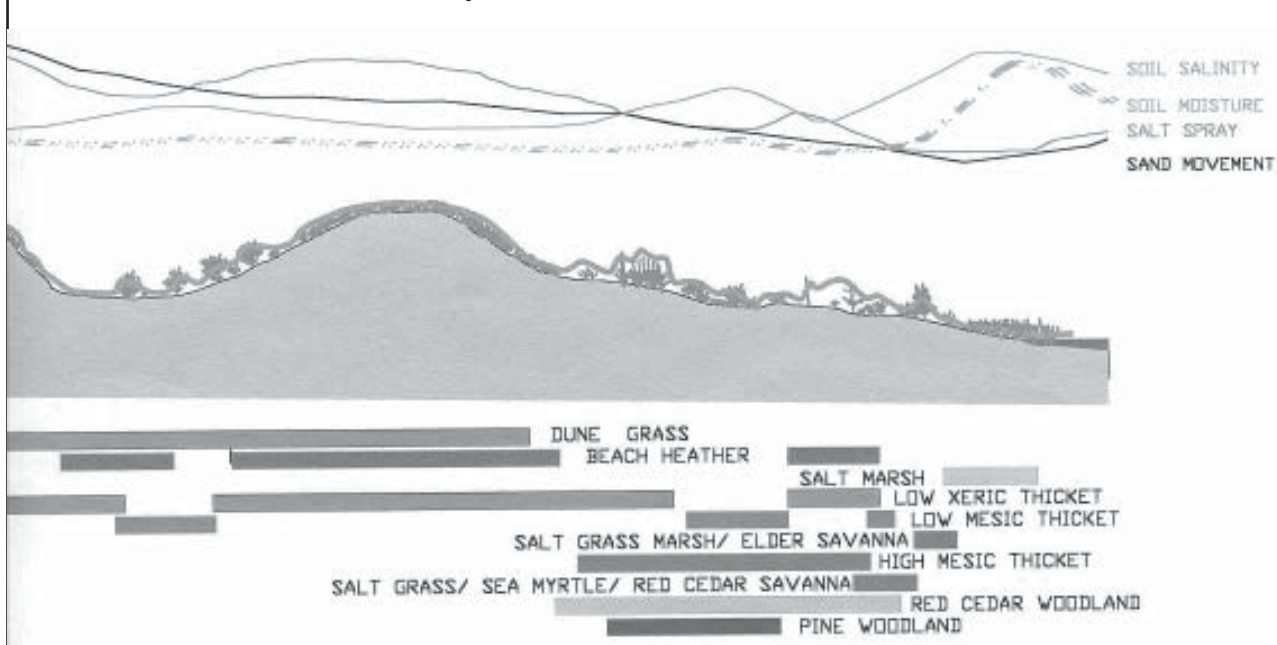 SOIL SALINITY
SOIL MOISTURE
SALT SPRAY
SAND MOVEMENT
DUNE GRASS
BEACH HEATHER
SALT MARSH
LOW XERIC THICKET
LOW MESIC THICKET
SALT GRASS MARSH/ ELDER SAVANNA
HIGH MESIC THICKET
SALT GRASS/ SEA MYRTLE/ RED CEDAR SAVANNA
RED CEDAR WOODLAND
PINE WOODLAND